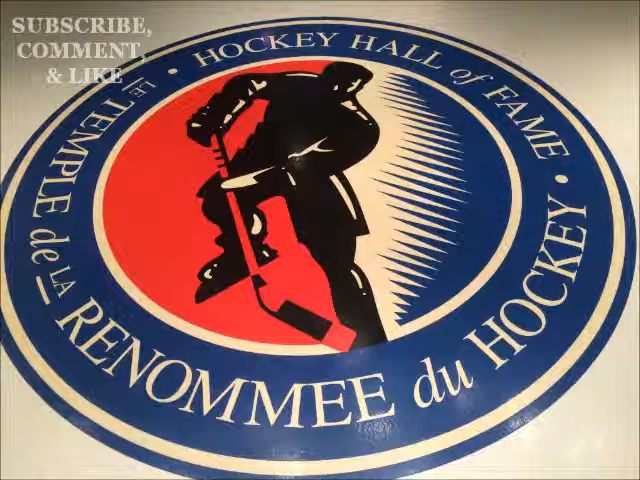 SUBSCRIBE,
COMMENT,
& LIKE
• HOCKEY HALL of FAME •
LE TEMPLE de LA RENOMMEE du HOCKEY